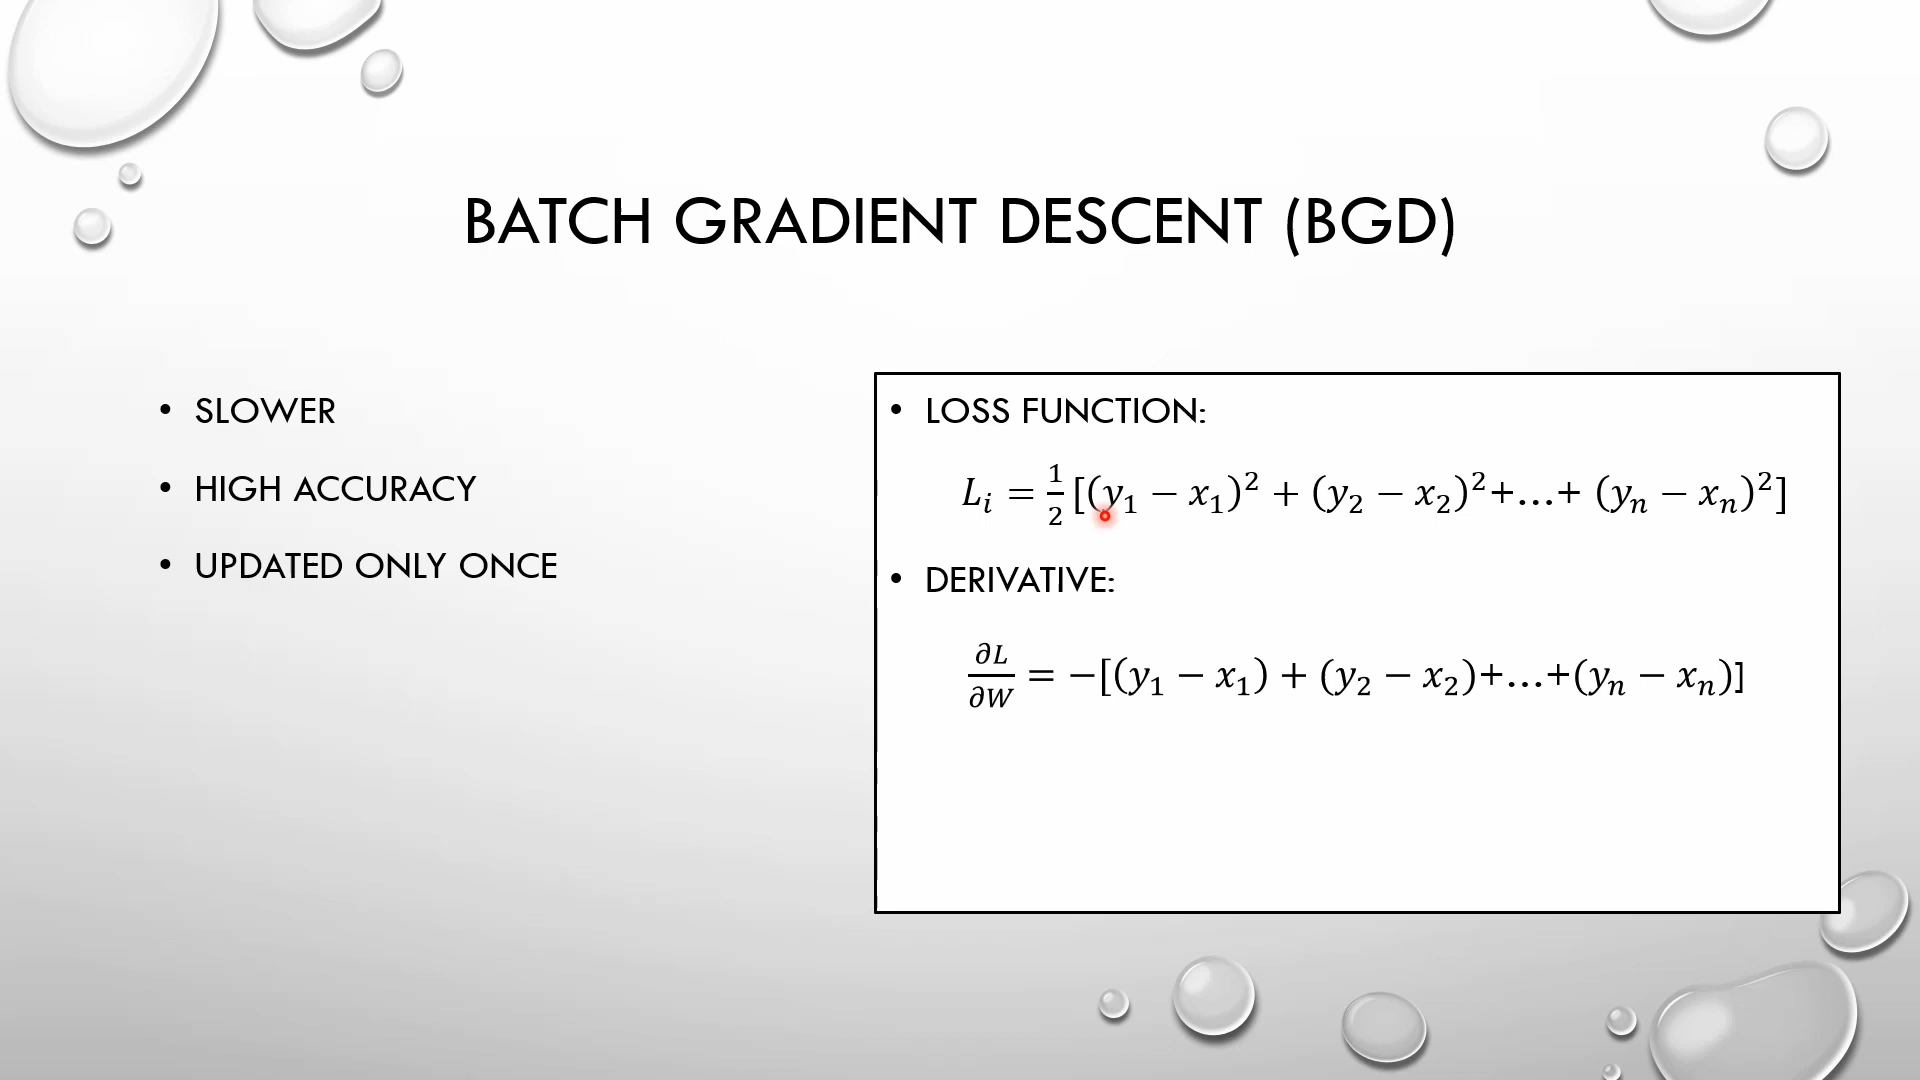 BATCH GRADIENT DESCENT (BGD)
• SLOWER
• HIGH ACCURACY
• UPDATED ONLY ONCE
• LOSS FUNCTION:
L_i = 1/2 [(y_1 − x_1)^2 + (y_2 − x_2)^2+…+ (y_n − x_n)^2]
• DERIVATIVE:
∂L/∂W = −[(y_1 − x_1) + (y_2 − x_2)+…+(y_n − x_n)]